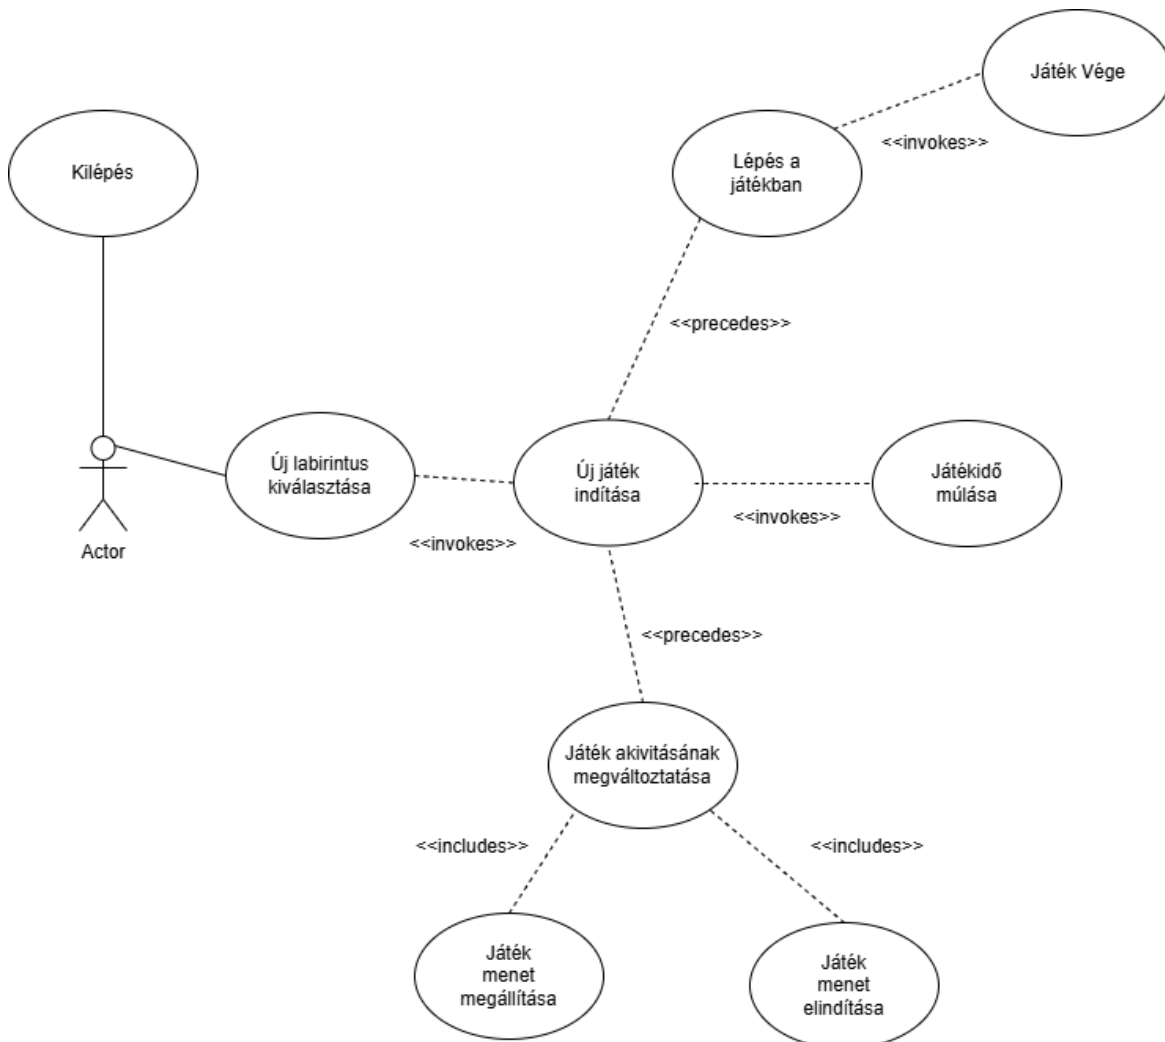 Játék Vége
<<invokes>>
Kilépés
Lépés a
játékban
<<precedes>>
Új labirintus
kiválasztása
Új játék
indítása
Játékidő
múlása
<<invokes>>
<<invokes>>
Actor
<<precedes>>
Játék akivitásának
megváltoztatása
<<includes>>
<<includes>>
Játék
menet
megállítása
Játék
menet
elindítása